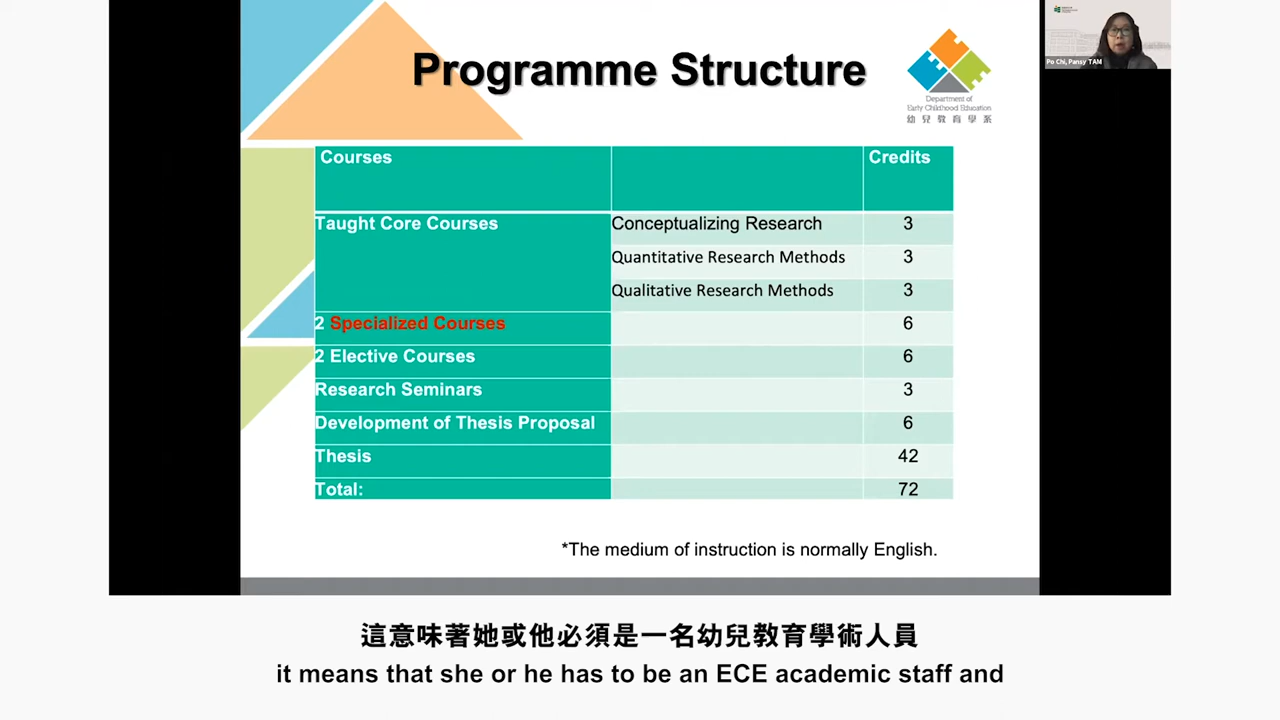 Programme Structure
Department of
Early Childhood Education
幼兒教育學系
Po Chi, Pansy TAM
Courses Credits
Taught Core Courses Conceptualizing Research 3
Quantitative Research Methods 3
Qualitative Research Methods 3
2 Specialized Courses 6
2 Elective Courses 6
Research Seminars 3
Development of Thesis Proposal 6
Thesis 42
Total: 72
*The medium of instruction is normally English.
這意味著她或他必須是一名幼兒教育學術人員
it means that she or he has to be an ECE academic staff and